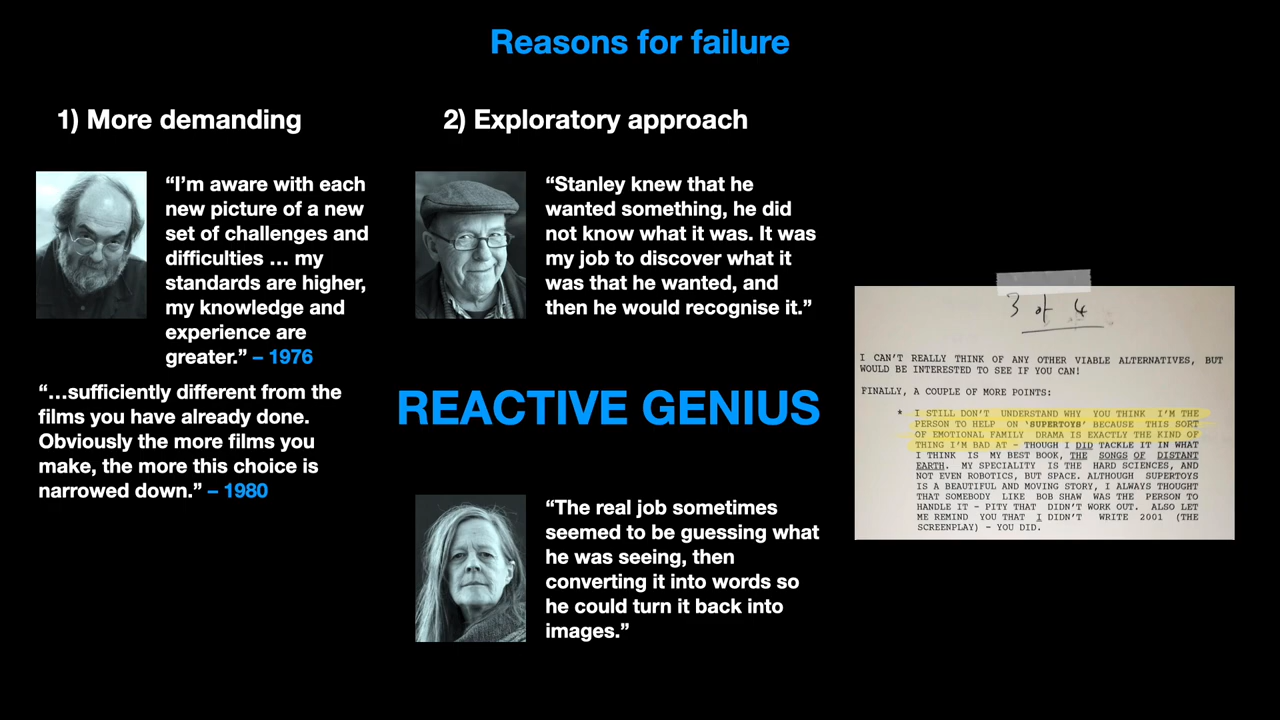 Reasons for failure
1) More demanding
“I’m aware with each
new picture of a new
set of challenges and
difficulties … my
standards are higher,
my knowledge and
experience are
greater.” – 1976
“…sufficiently different from the
films you have already done.
Obviously the more films you
make, the more this choice is
narrowed down.” – 1980
2) Exploratory approach
“Stanley knew that he
wanted something, he did
not know what it was. It was
my job to discover what it
was that he wanted, and
then he would recognise it.”
REACTIVE GENIUS
“The real job sometimes
seemed to be guessing what
he was seeing, then
converting it into words so
he could turn it back into
images.”
3 of 4
I CAN'T REALLY THINK OF ANY OTHER VIABLE ALTERNATIVES, BUT
WOULD BE INTERESTED TO SEE IF YOU CAN!
FINALLY, A COUPLE OF MORE POINTS:
* I STILL DON'T UNDERSTAND WHY YOU THINK I'M THE
PERSON TO HELP ON 'SUPERTOYS' BECAUSE THIS SORT
OF EMOTIONAL FAMILY DRAMA IS EXACTLY THE KIND OF
THING I'M BAD AT - THOUGH I DID TACKLE IT IN WHAT
I THINK IS MY BEST BOOK, THE SONGS OF DISTANT
EARTH. MY SPECIALITY IS THE HARD SCIENCES, AND
NOT EVEN ROBOTICS, BUT SPACE. ALTHOUGH SUPERTOYS
IS A BEAUTIFUL AND MOVING STORY, I ALWAYS THOUGHT
THAT SOMEBODY LIKE BOB SHAW WAS THE PERSON TO
HANDLE IT - PITY THAT DIDN'T WORK OUT. ALSO LET
ME REMIND YOU THAT I DIDN'T WRITE 2001 (THE
SCREENPLAY) - YOU DID.